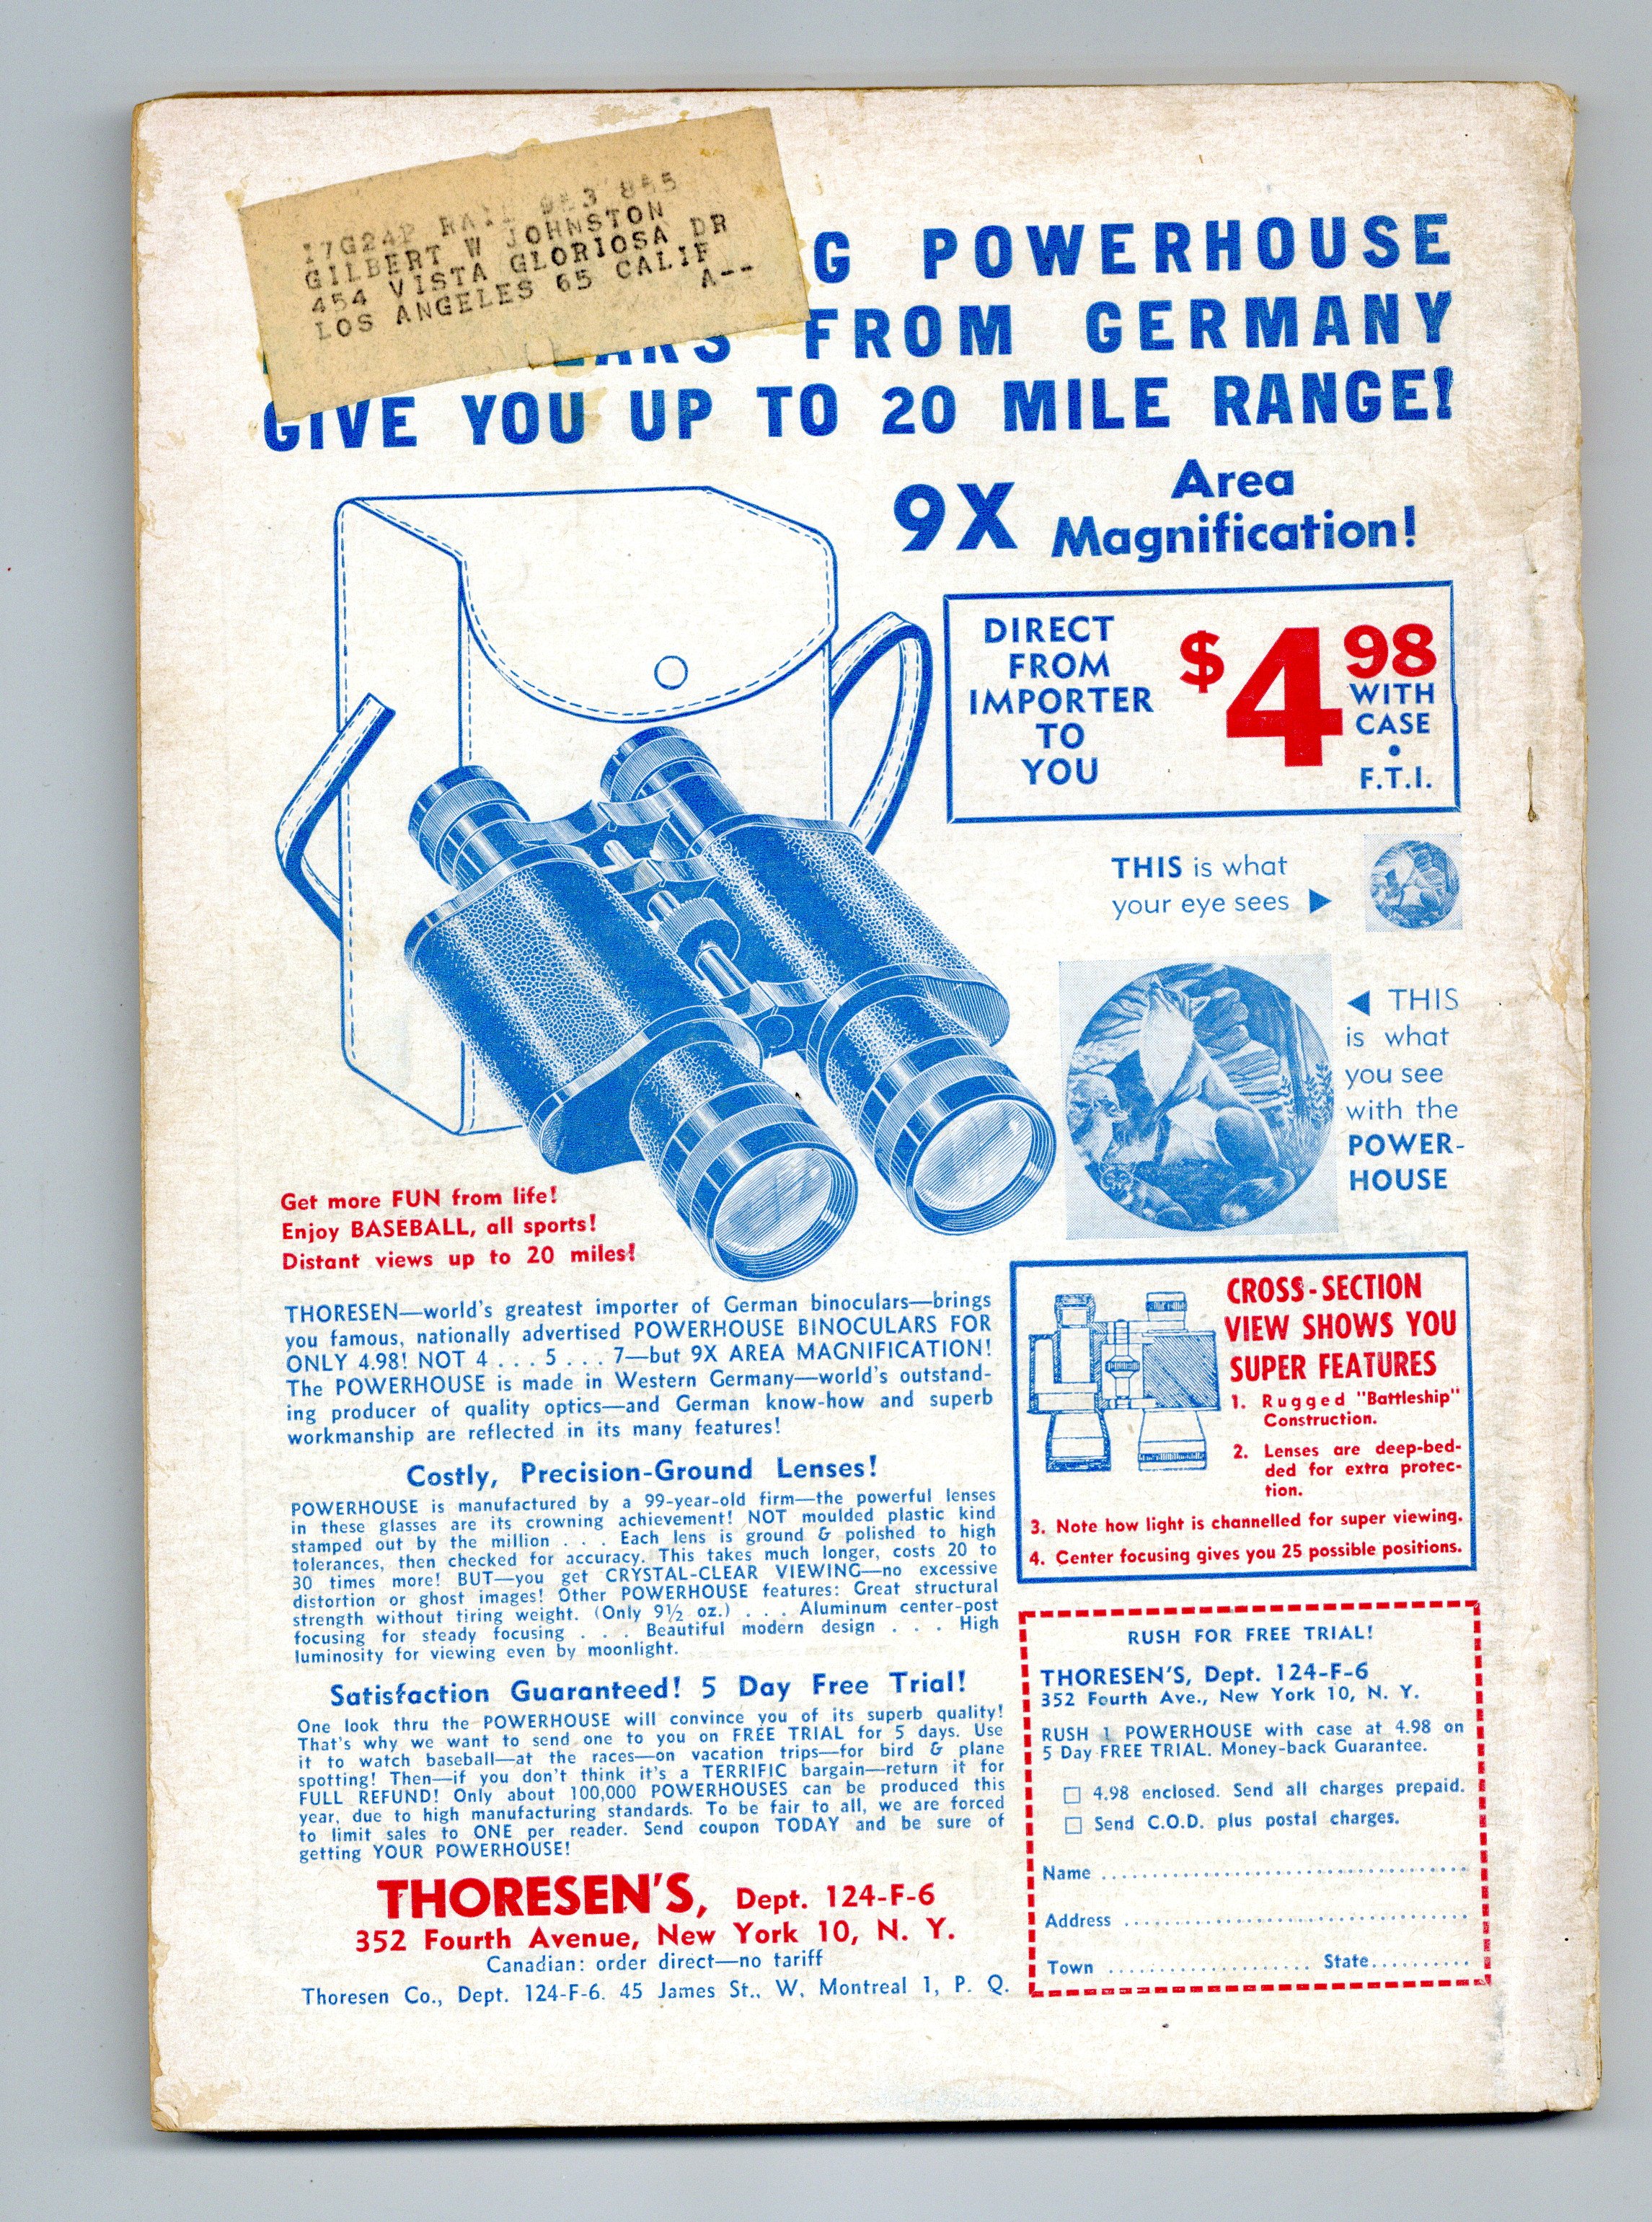 GILBERT W JOHNSTON
454 VISTA GLORIOSA DR
LOS ANGELES 65 CALIF
A--
G POWERHOUSE
FROM GERMANY
GIVE YOU UP TO 20 MILE RANGE!
9X Area
Magnification!
DIRECT
FROM
IMPORTER
TO
YOU
$4 98
WITH
CASE
•
F.T.I.
THIS is what
your eye sees ▶
◀ THIS
is what
you see
with the
POWER-
HOUSE
Get more FUN from life!
Enjoy BASEBALL, all sports!
Distant views up to 20 miles!
THORESEN—world's greatest importer of German binoculars—brings
you famous, nationally advertised POWERHOUSE BINOCULARS FOR
ONLY 4.98! NOT 4 . . . 5 . . . 7—but 9X AREA MAGNIFICATION!
The POWERHOUSE is made in Western Germany—world's outstand-
ing producer of quality optics—and German know-how and superb
workmanship are reflected in its many features!
Costly, Precision-Ground Lenses!
POWERHOUSE is manufactured by a 99-year-old firm—the powerful lenses
in these glasses are its crowning achievement! NOT moulded plastic kind
stamped out by the million . . . Each lens is ground & polished to high
tolerances, then checked for accuracy. This takes much longer, costs 20 to
30 times more! BUT—you get CRYSTAL-CLEAR VIEWING—no excessive
distortion or ghost images! Other POWERHOUSE features: Great structural
strength without tiring weight. (Only 9½ oz.) . . . Aluminum center-post
focusing for steady focusing . . . Beautiful modern design . . . High
luminosity for viewing even by moonlight.
Satisfaction Guaranteed! 5 Day Free Trial!
One look thru the POWERHOUSE will convince you of its superb quality!
That's why we want to send one to you on FREE TRIAL for 5 days. Use
it to watch baseball—at the races—on vacation trips—for bird & plane
spotting! Then—if you don't think it's a TERRIFIC bargain—return it for
FULL REFUND! Only about 100,000 POWERHOUSES can be produced this
year, due to high manufacturing standards. To be fair to all, we are forced
to limit sales to ONE per reader. Send coupon TODAY and be sure of
getting YOUR POWERHOUSE!
THORESEN'S, Dept. 124-F-6
352 Fourth Avenue, New York 10, N. Y.
Canadian: order direct—no tariff
Thoresen Co., Dept. 124-F-6. 45 James St., W, Montreal 1, P. Q.
CROSS-SECTION
VIEW SHOWS YOU
SUPER FEATURES
1. Rugged "Battleship"
Construction.
2. Lenses are deep-bed-
ded for extra protec-
tion.
3. Note how light is channelled for super viewing.
4. Center focusing gives you 25 possible positions.
RUSH FOR FREE TRIAL!
THORESEN'S, Dept. 124-F-6
352 Fourth Ave., New York 10, N. Y.
RUSH 1 POWERHOUSE with case at 4.98 on
5 Day FREE TRIAL. Money-back Guarantee.
☐ 4.98 enclosed. Send all charges prepaid.
☐ Send C.O.D. plus postal charges.
Name ....................................
Address ..................................
Town .................... State..........